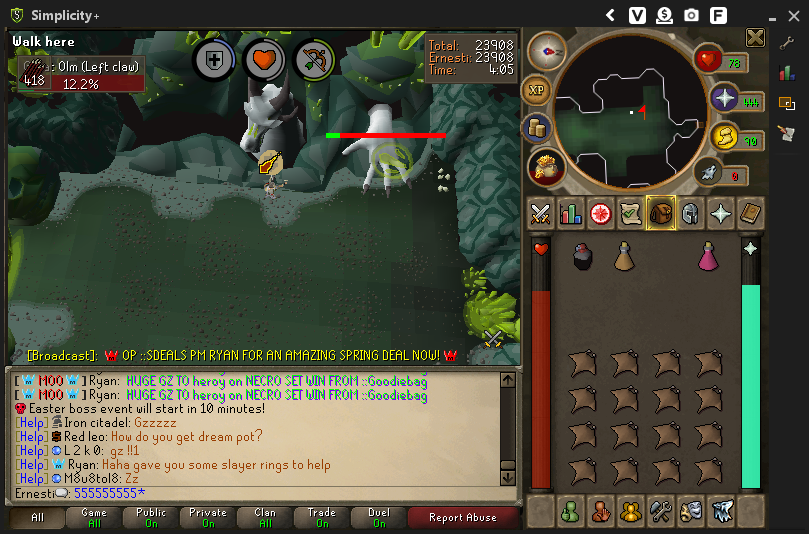 Simplicity+
Walk here
: Olm (Left claw)
418
12.2%
Total: 23908
Ernesti: 23908
Time: 4:05
XP
78
444
90
0
[Broadcast]: OP ::SDEALS PM RYAN FOR AN AMAZING SPRING DEAL NOW!
[MOO] Ryan: HUGE GZ TO heroy on NECRO SET WIN FROM ::Goodiebag
[MOO] Ryan: HUGE GZ TO heroy on NECRO SET WIN FROM ::Goodiebag
Easter boss event will start in 10 minutes!
[Help] Iron citadel: Gzzzzz
[Help] Red leo: How do you get dream pot?
[Help] L 2 k 0: gz !!1
[Help] Ryan: Haha gave you some slayer rings to help
[Help] M8u8tol8: Zz
Ernesti: 555555555*
All
Game
All
Public
On
Private
On
Clan
All
Trade
On
Duel
On
Report Abuse